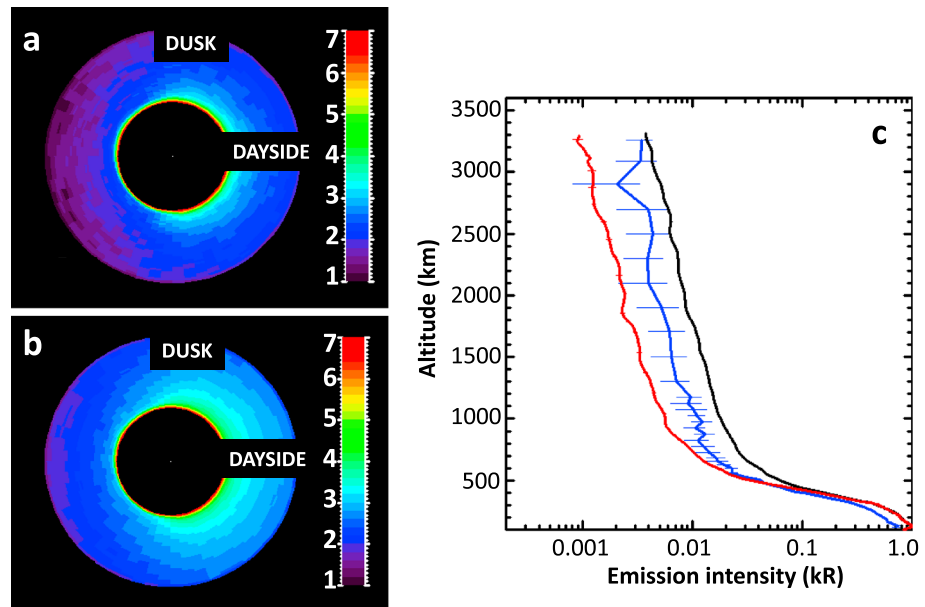 a
DUSK
DAYSIDE
7
6
5
4
3
2
1
b
DUSK
DAYSIDE
7
6
5
4
3
2
1
c
3500
3000
2500
2000
1500
1000
500
Altitude (km)
0.001 0.01 0.1 1.0
Emission intensity (kR)